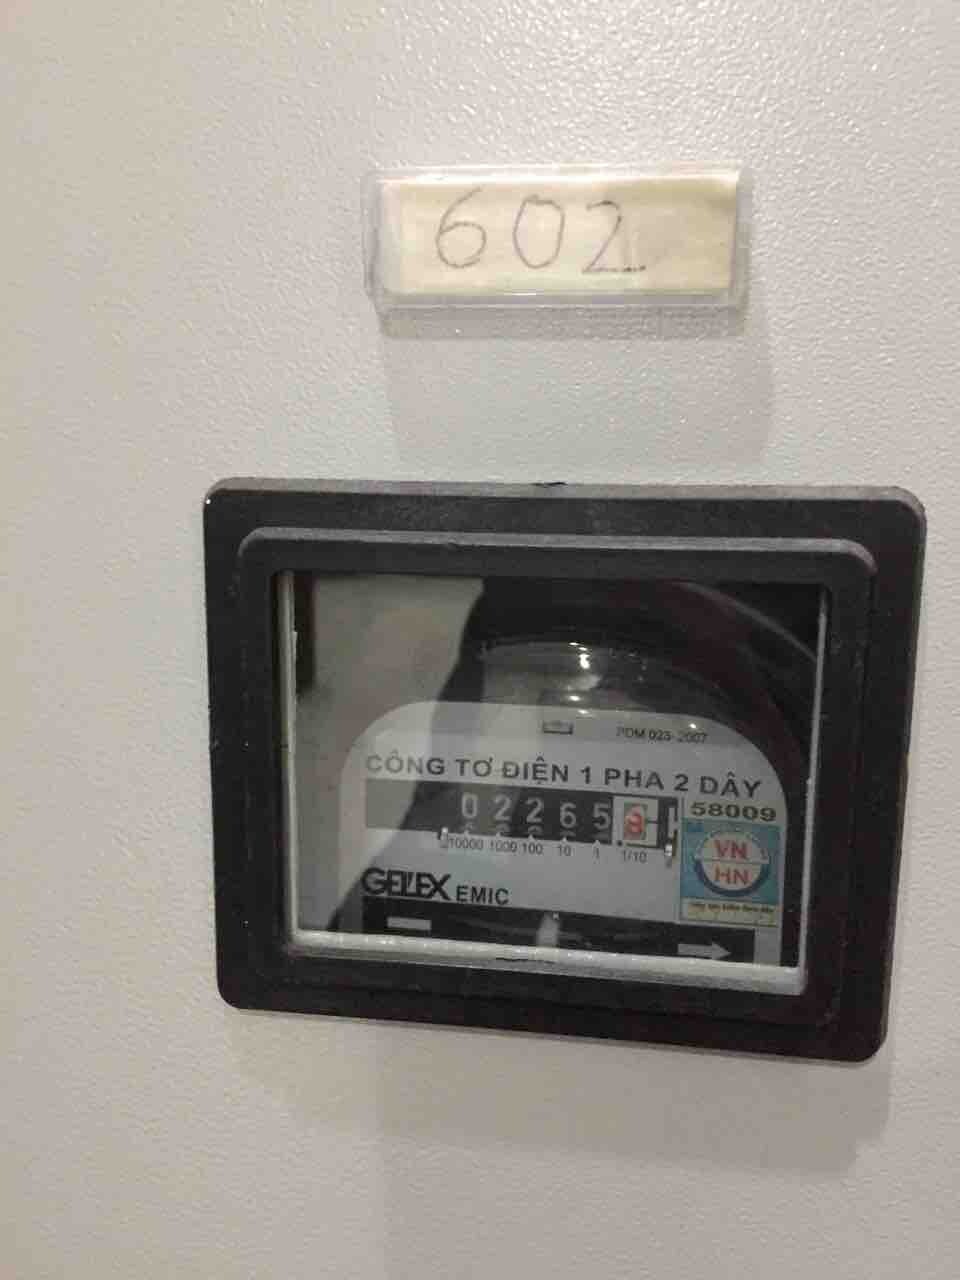 602
PDM 023-2007
CÔNG TƠ ĐIỆN 1 PHA 2 DÂY
02265
58009
10000 1000 100 10 1 1/10
VN
HN
GELEX EMIC